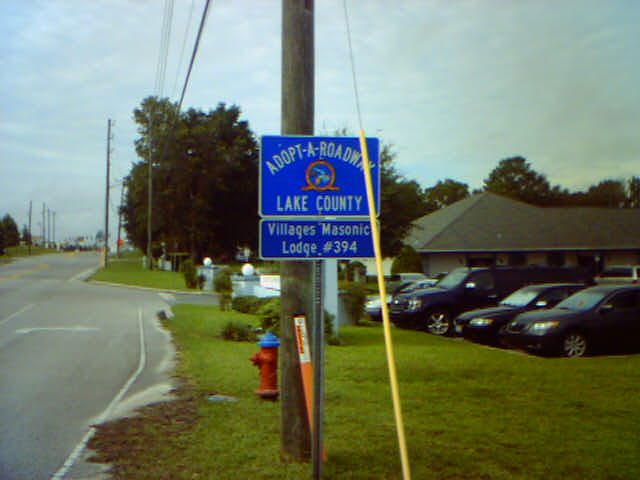 ADOPT-A-ROADWAY
LAKE COUNTY
Villages Masonic
Lodge #394